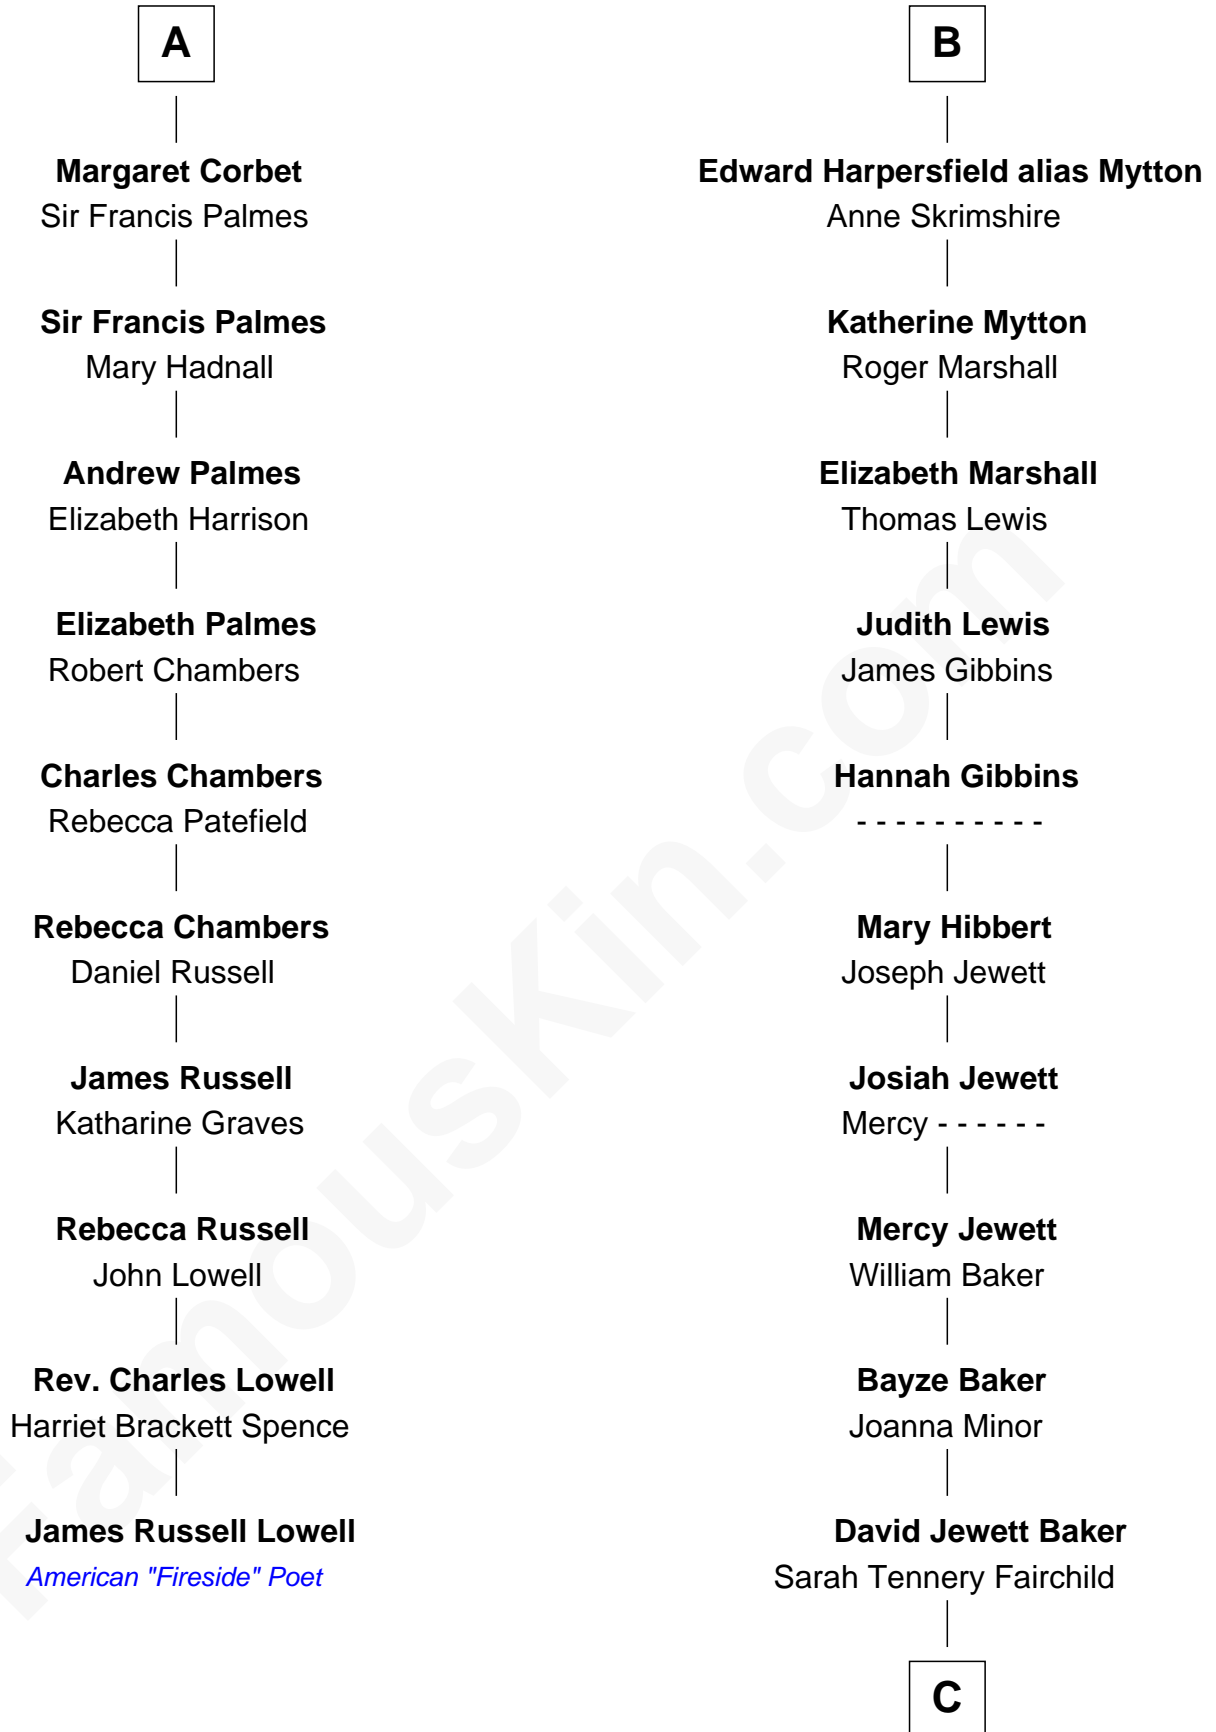 A
Margaret Corbet
Sir Francis Palmes
Sir Francis Palmes
Mary Hadnall
Andrew Palmes
Elizabeth Harrison
Elizabeth Palmes
Robert Chambers
Charles Chambers
Rebecca Patefield
Rebecca Chambers
Daniel Russell
James Russell
Katharine Graves
Rebecca Russell
John Lowell
Rev. Charles Lowell
Harriet Brackett Spence
James Russell Lowell
American "Fireside" Poet
B
Edward Harpersfield alias Mytton
Anne Skrimshire
Katherine Mytton
Roger Marshall
Elizabeth Marshall
Thomas Lewis
Judith Lewis
James Gibbins
Hannah Gibbins
- - - - - - - - - -
Mary Hibbert
Joseph Jewett
Josiah Jewett
Mercy - - - - - -
Mercy Jewett
William Baker
Bayze Baker
Joanna Minor
David Jewett Baker
Sarah Tennery Fairchild
C
FamousKin.com